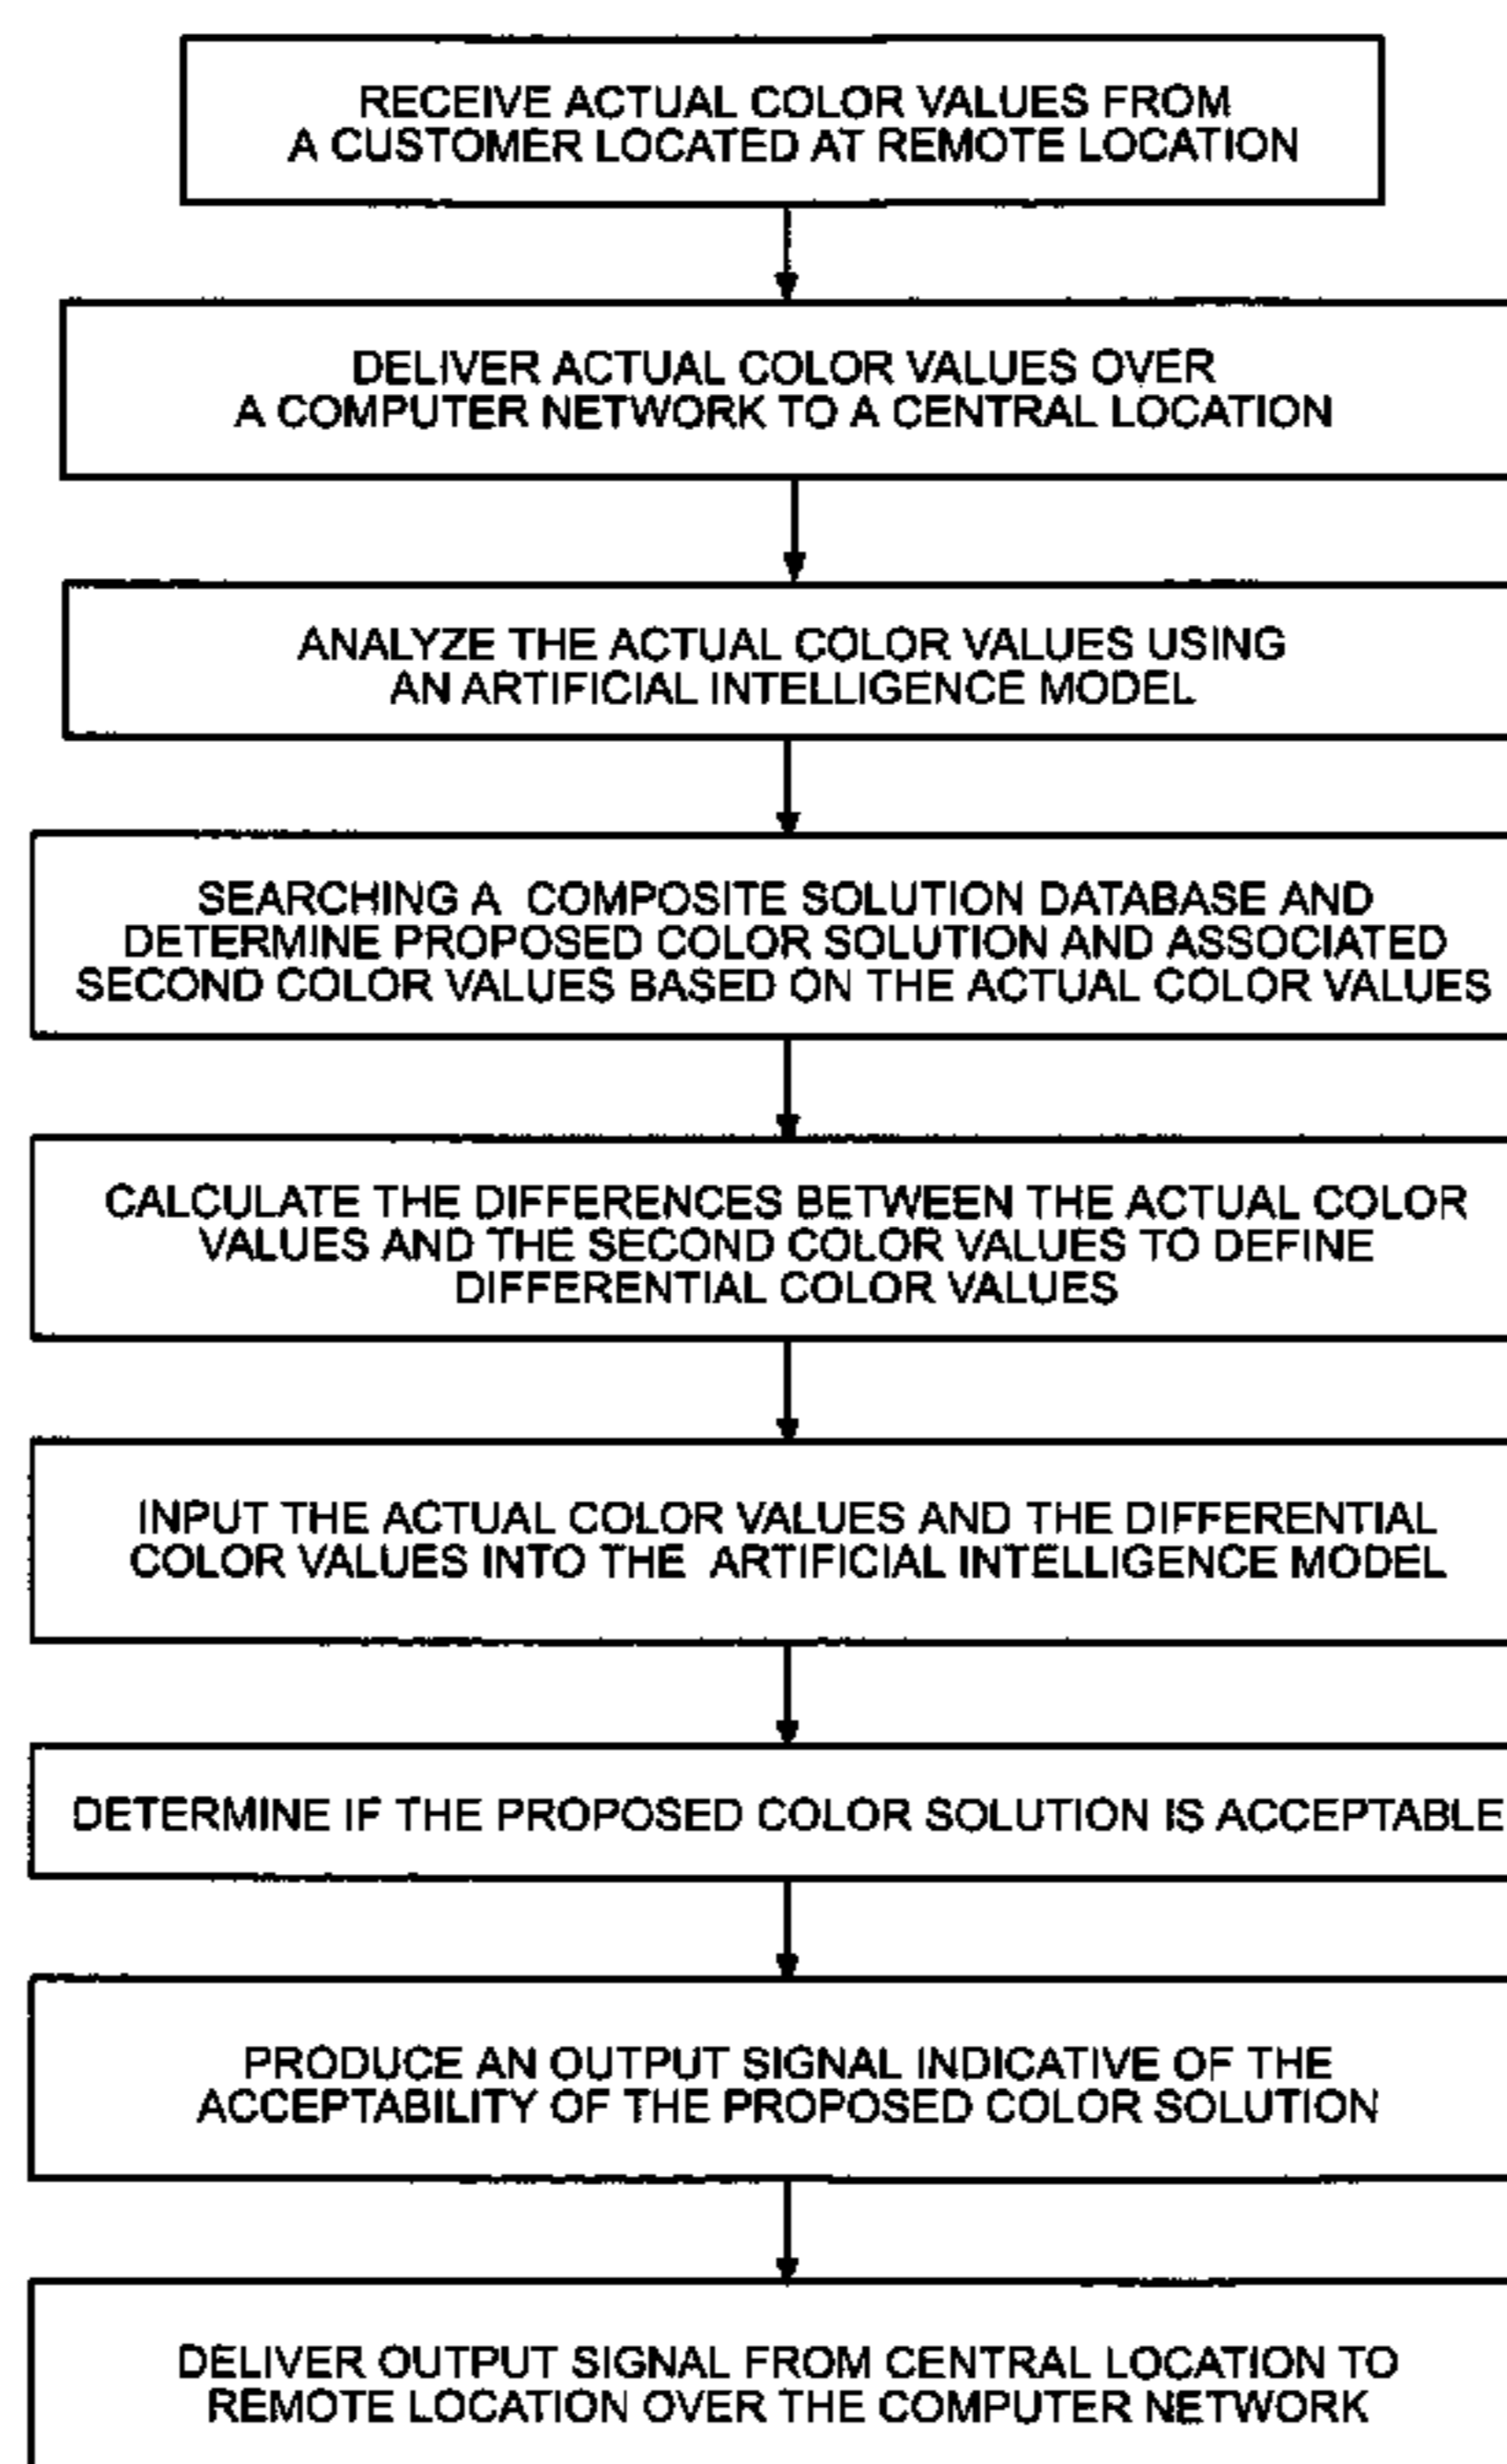 RECEIVE ACTUAL COLOR VALUES FROM
A CUSTOMER LOCATED AT REMOTE LOCATION
DELIVER ACTUAL COLOR VALUES OVER
A COMPUTER NETWORK TO A CENTRAL LOCATION
ANALYZE THE ACTUAL COLOR VALUES USING
AN ARTIFICIAL INTELLIGENCE MODEL
SEARCHING A COMPOSITE SOLUTION DATABASE AND
DETERMINE PROPOSED COLOR SOLUTION AND ASSOCIATED
SECOND COLOR VALUES BASED ON THE ACTUAL COLOR VALUES
CALCULATE THE DIFFERENCES BETWEEN THE ACTUAL COLOR
VALUES AND THE SECOND COLOR VALUES TO DEFINE
DIFFERENTIAL COLOR VALUES
INPUT THE ACTUAL COLOR VALUES AND THE DIFFERENTIAL
COLOR VALUES INTO THE ARTIFICIAL INTELLIGENCE MODEL
DETERMINE IF THE PROPOSED COLOR SOLUTION IS ACCEPTABLE
PRODUCE AN OUTPUT SIGNAL INDICATIVE OF THE
ACCEPTABILITY OF THE PROPOSED COLOR SOLUTION
DELIVER OUTPUT SIGNAL FROM CENTRAL LOCATION TO
REMOTE LOCATION OVER THE COMPUTER NETWORK